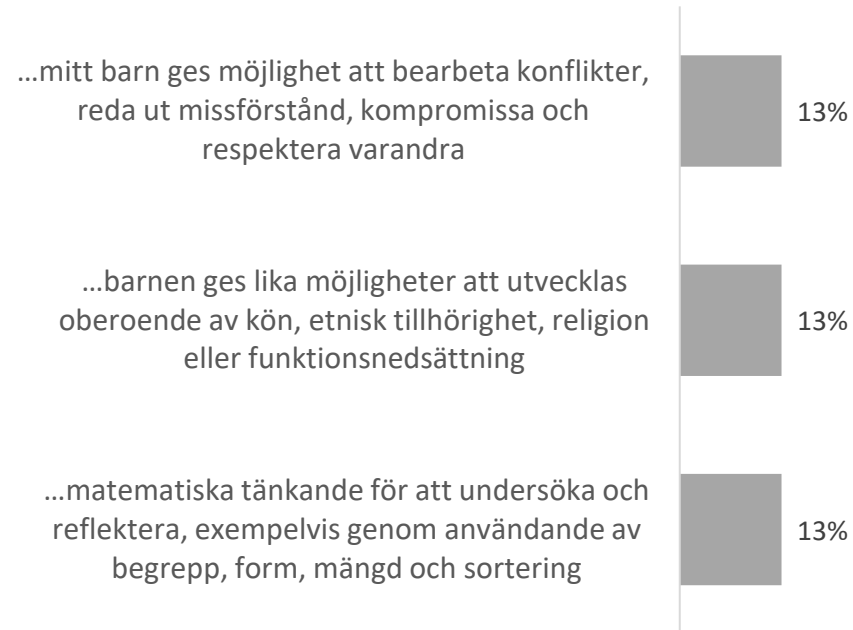 …mitt barn ges möjlighet att bearbeta konflikter,
reda ut missförstånd, kompromissa och
respektera varandra
13%
…barnen ges lika möjligheter att utvecklas
oberoende av kön, etnisk tillhörighet, religion
eller funktionsnedsättning
13%
…matematiska tänkande för att undersöka och
reflektera, exempelvis genom användande av
begrepp, form, mängd och sortering
13%